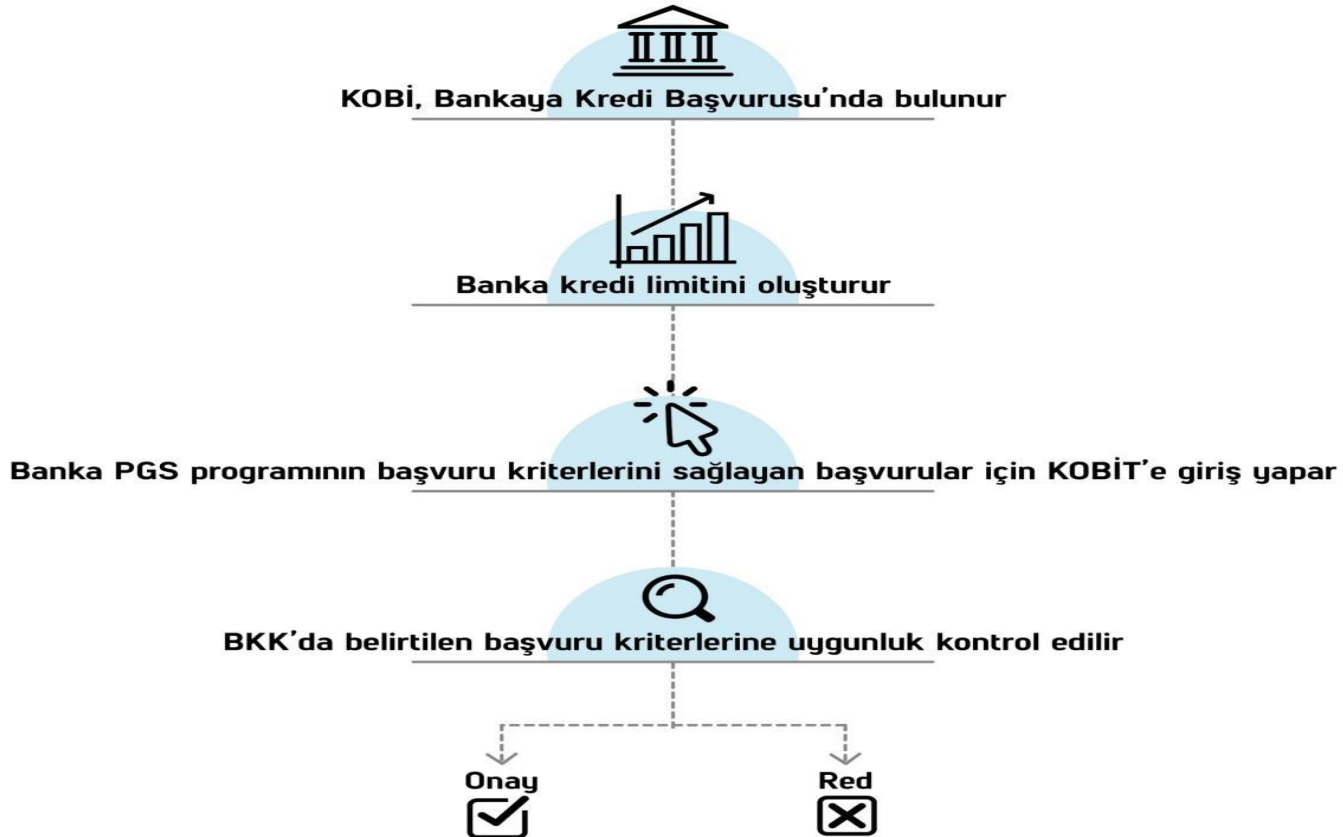 KOBİ, Bankaya Kredi Başvurusu'nda bulunur
Banka kredi limitini oluşturur
Banka PGS programının başvuru kriterlerini sağlayan başvurular için KOBİT'e giriş yapar
BKK'da belirtilen başvuru kriterlerine uygunluk kontrol edilir
Onay Red